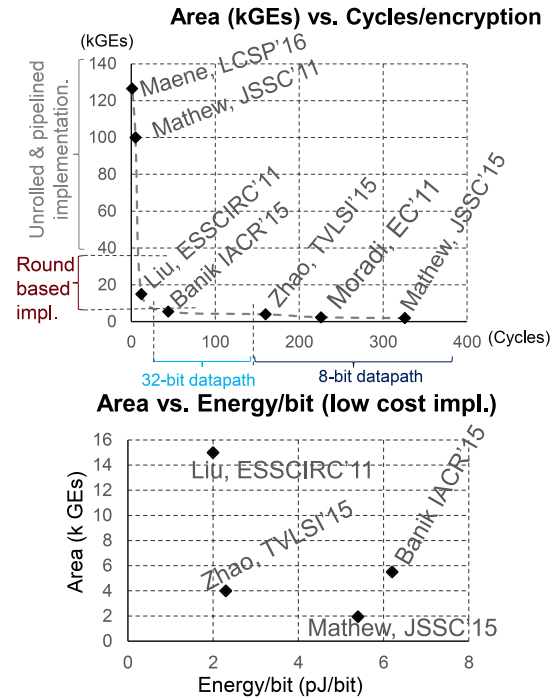 Area (kGEs) vs. Cycles/encryption
(kGEs)
140
120
100
80
60
40
20
0
Unrolled & pipelined
implementation.
Round
based
impl.
Maene, LCSP'16
Mathew, JSSC'11
Liu, ESSCIRC'11
Banik IACR'15
Zhao, TVLSI'15
Moradi, EC'11
Mathew, JSSC'15
0
100
200
300
400
(Cycles)
32-bit datapath
8-bit datapath
Area vs. Energy/bit (low cost impl.)
Area (k GEs)
16
14
12
10
8
6
4
2
0
Liu, ESSCIRC'11
Zhao, TVLSI'15
Banik IACR'15
Mathew, JSSC'15
0
2
4
6
8
Energy/bit (pJ/bit)